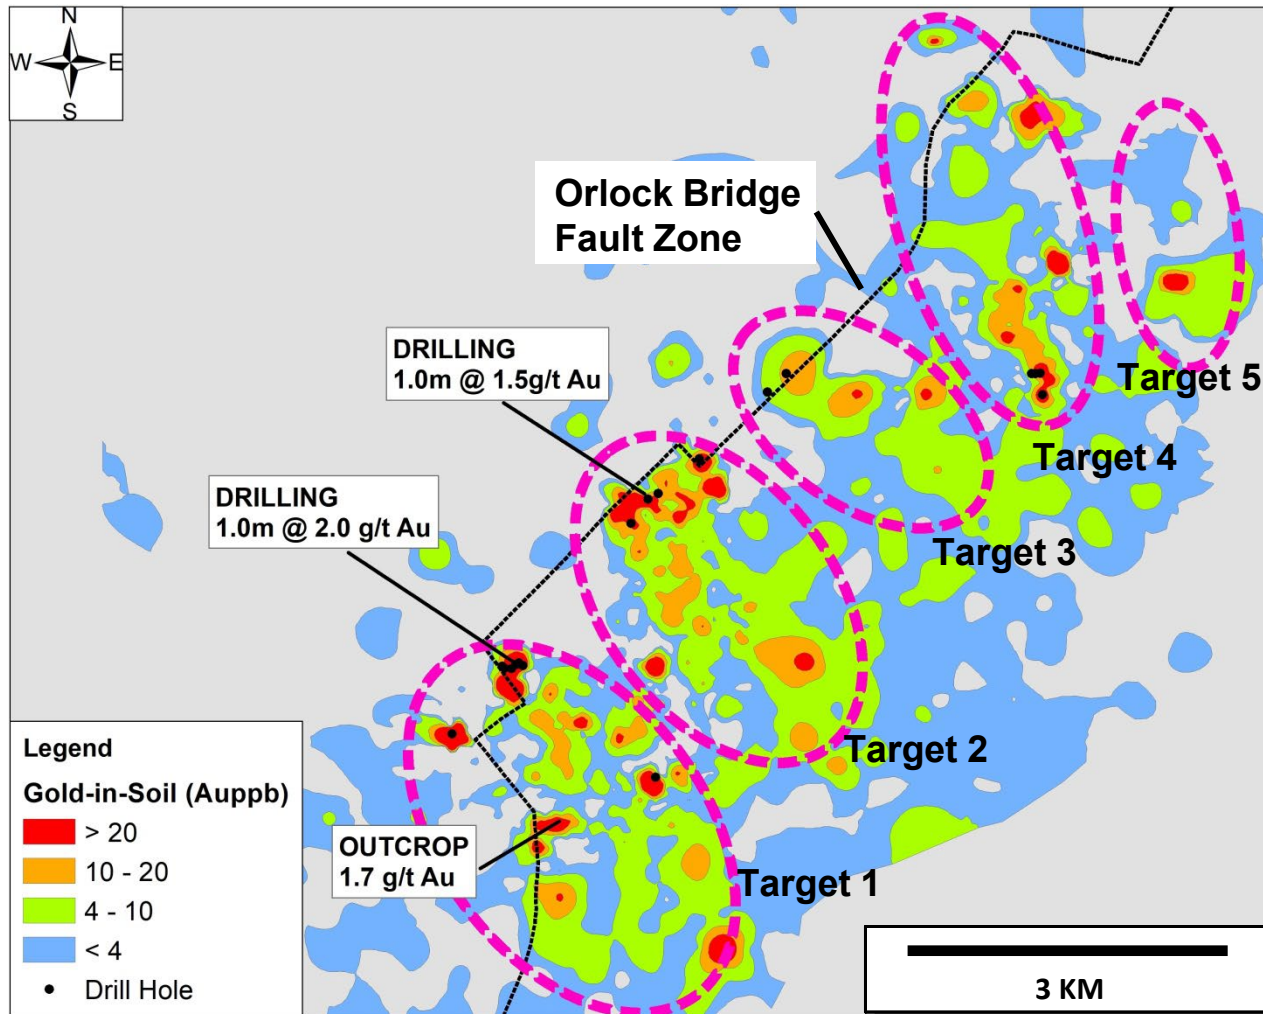 N
W E
S
Orlock Bridge
Fault Zone
DRILLING
1.0m @ 1.5g/t Au
Target 5
Target 4
DRILLING
1.0m @ 2.0 g/t Au
Target 3
Target 2
OUTCROP
1.7 g/t Au
Target 1
Legend
Gold-in-Soil (Auppb)
> 20
10 - 20
4 - 10
< 4
Drill Hole
3 KM